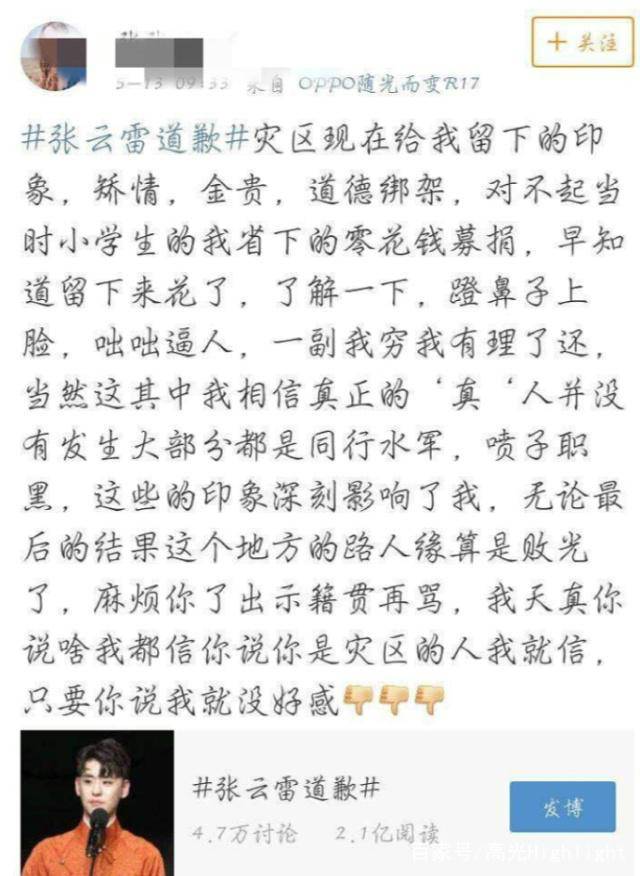 + 关注
5-13 09:33 来自 OPPO随光而变R17
#张云雷道歉#灾区现在给我留下的印
象，矫情，金贵，道德绑架，对不起当
时小学生的我省下的零花钱募捐，早知
道留下来花了，了解一下，蹬鼻子上
脸，咄咄逼人，一副我穷我有理了还，
当然这其中我相信真正的‘真‘人并没
有发生大部分都是同行水军，喷子职
黑，这些的印象深刻影响了我，无论最
后的结果这个地方的路人缘算是败光
了，麻烦你了出示籍贯再骂，我天真你
说啥我都信你说你是灾区的人我就信，
只要你说我就没好感👎👎👎
#张云雷道歉#
发博
4.7万讨论 2.1亿阅读
百家号/高光Highlight